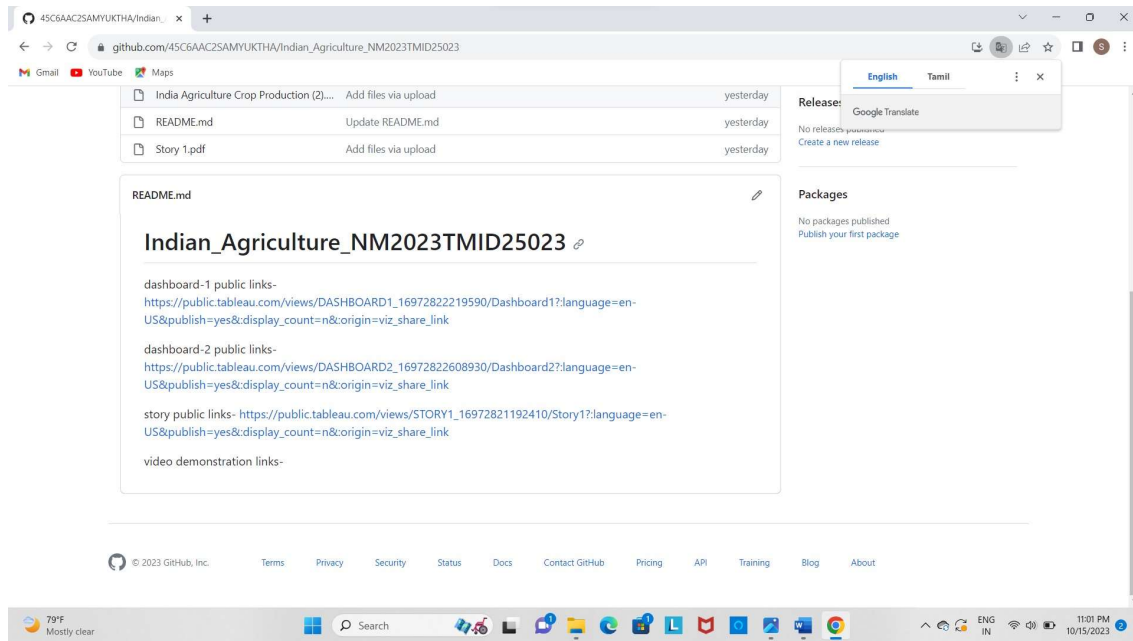 45C6AAC2SAMYUKTHA/Indian_
github.com/45C6AAC2SAMYUKTHA/Indian_Agriculture_NM2023TMID25023
S
Gmail YouTube Maps
English Tamil
Google Translate
India Agriculture Crop Production (2).... Add files via upload yesterday
README.md Update README.md yesterday
Story 1.pdf Add files via upload yesterday
Releases
No releases published
Create a new release
Packages
No packages published
Publish your first package
README.md
Indian_Agriculture_NM2023TMID25023
dashboard-1 public links-
https://public.tableau.com/views/DASHBOARD1_16972822219590/Dashboard1?:language=en-
US&publish=yes&:display_count=n&:origin=viz_share_link
dashboard-2 public links-
https://public.tableau.com/views/DASHBOARD2_16972822608930/Dashboard2?:language=en-
US&publish=yes&:display_count=n&:origin=viz_share_link
story public links- https://public.tableau.com/views/STORY1_16972821192410/Story1?:language=en-
US&publish=yes&:display_count=n&:origin=viz_share_link
video demonstration links-
© 2023 GitHub, Inc. Terms Privacy Security Status Docs Contact GitHub Pricing API Training Blog About
79°F
Mostly clear
Search
ENG
IN
11:01 PM
10/15/2023
2